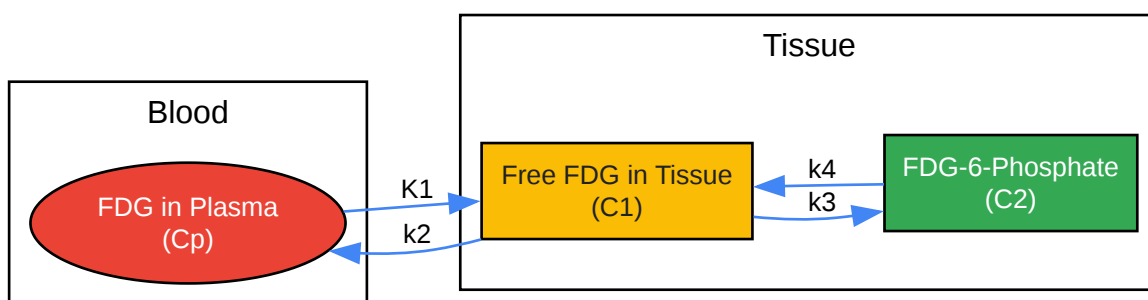 Tissue
Blood
FDG in Plasma
(Cp)
K1
k2
Free FDG in Tissue
(C1)
k4
k3
FDG-6-Phosphate
(C2)